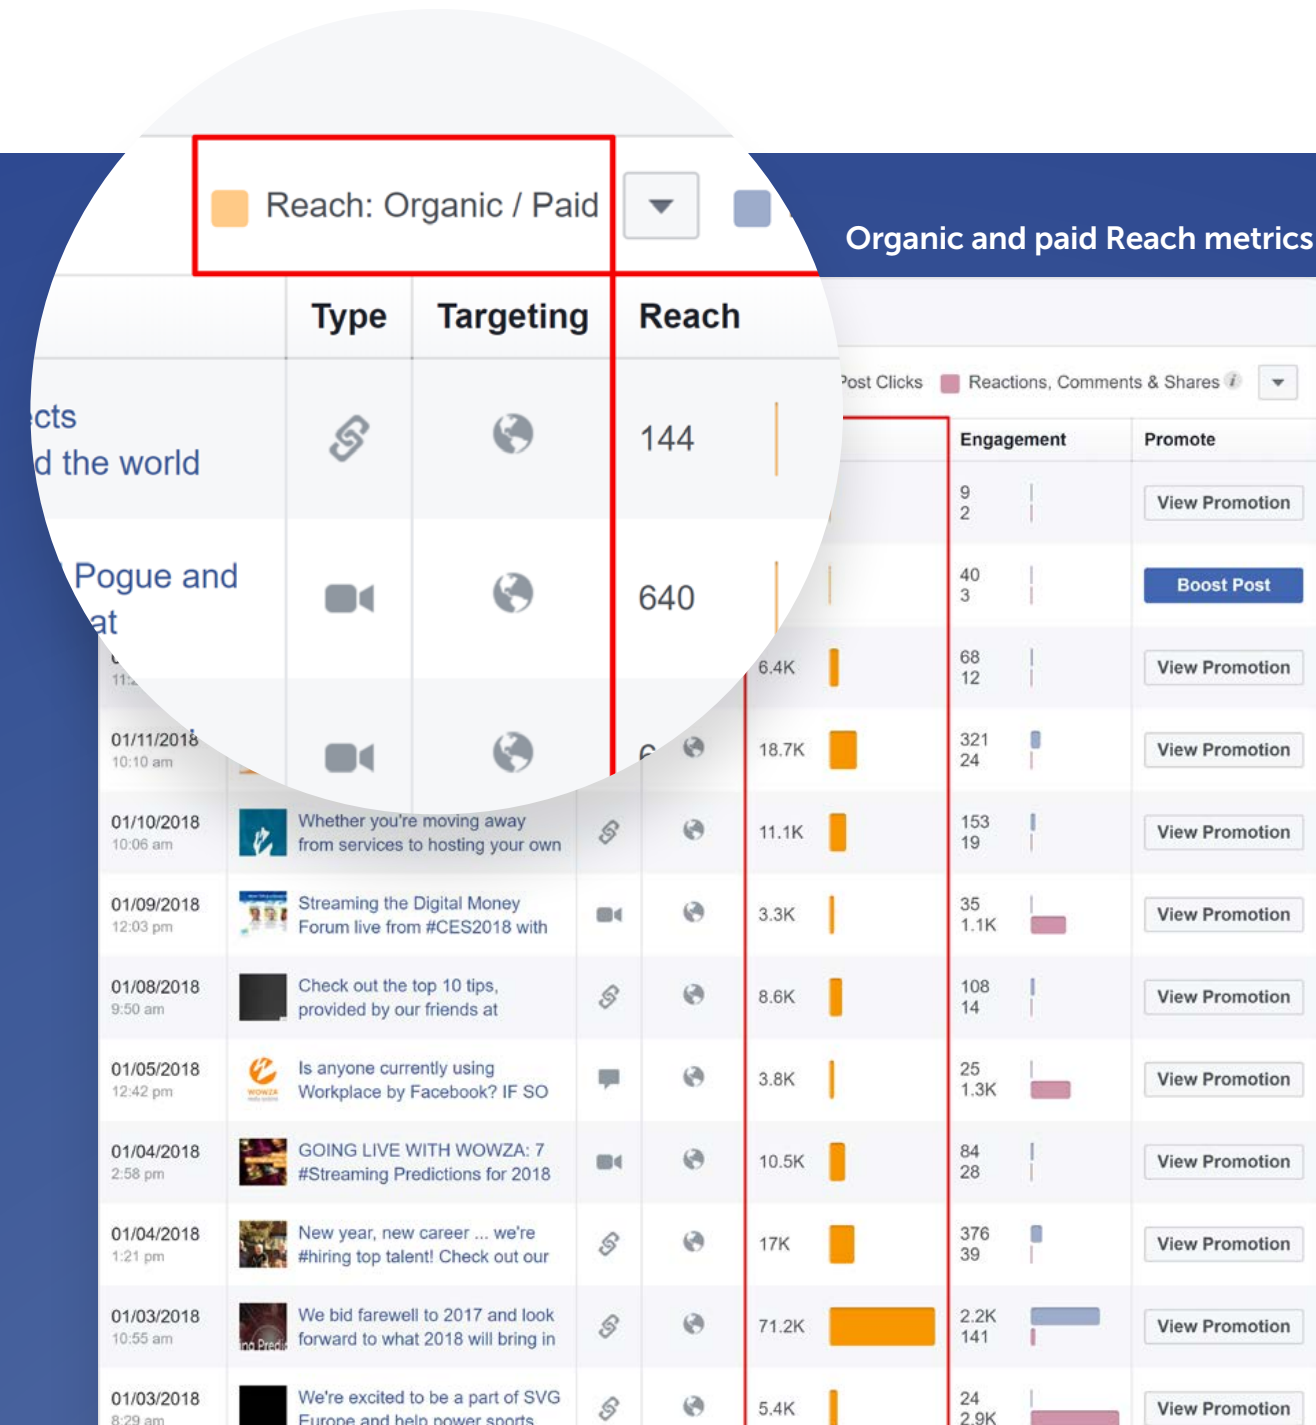 Reach: Organic / Paid
Organic and paid Reach metrics
Type Targeting Reach
Post Clicks Reactions, Comments & Shares
Engagement Promote
cts
d the world
144
9
2
View Promotion
Pogue and
at
640
40
3
Boost Post
6.4K
68
12
View Promotion
01/11/2018
10:10 am
18.7K
321
24
View Promotion
01/10/2018
10:06 am
Whether you're moving away
from services to hosting your own
11.1K
153
19
View Promotion
01/09/2018
12:03 pm
Streaming the Digital Money
Forum live from #CES2018 with
3.3K
35
1.1K
View Promotion
01/08/2018
9:50 am
Check out the top 10 tips,
provided by our friends at
8.6K
108
14
View Promotion
01/05/2018
12:42 pm
WOWZA
Is anyone currently using
Workplace by Facebook? IF SO
3.8K
25
1.3K
View Promotion
01/04/2018
2:58 pm
GOING LIVE WITH WOWZA: 7
#Streaming Predictions for 2018
10.5K
84
28
View Promotion
01/04/2018
1:21 pm
New year, new career ... we're
#hiring top talent! Check out our
17K
376
39
View Promotion
01/03/2018
10:55 am
We bid farewell to 2017 and look
forward to what 2018 will bring in
71.2K
2.2K
141
View Promotion
01/03/2018
8:29 am
We're excited to be a part of SVG
Europe and help power sports
5.4K
24
2.9K
View Promotion